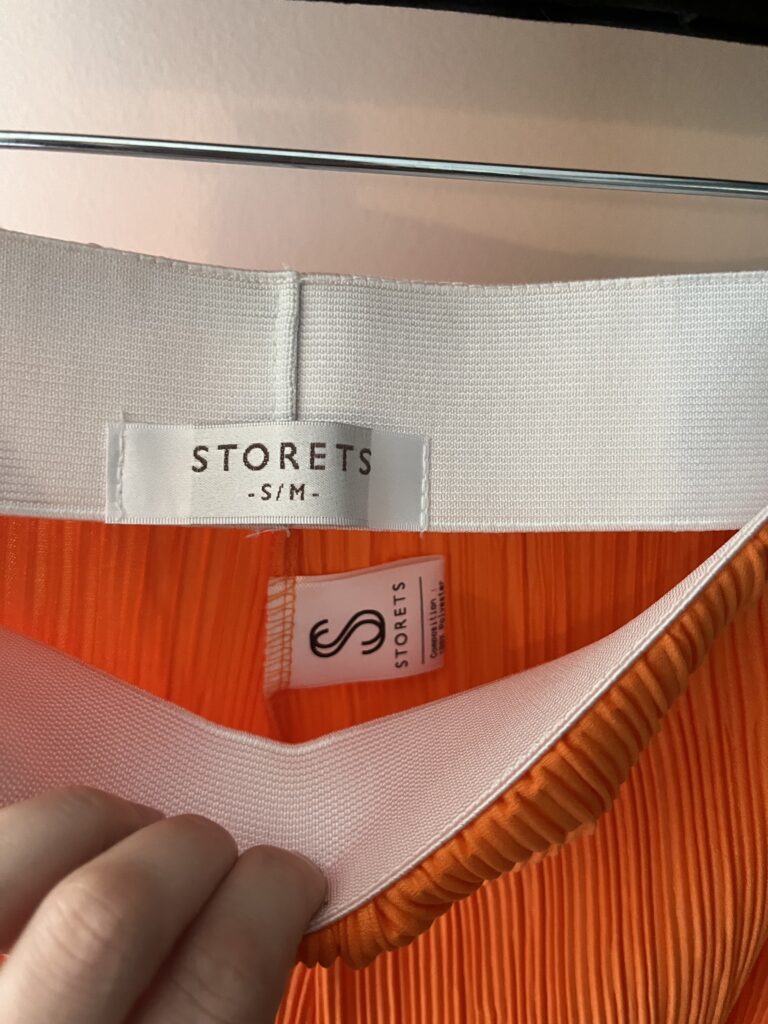 STORETS
-S/M-
S
STORETS
Composition :
100% Polyester